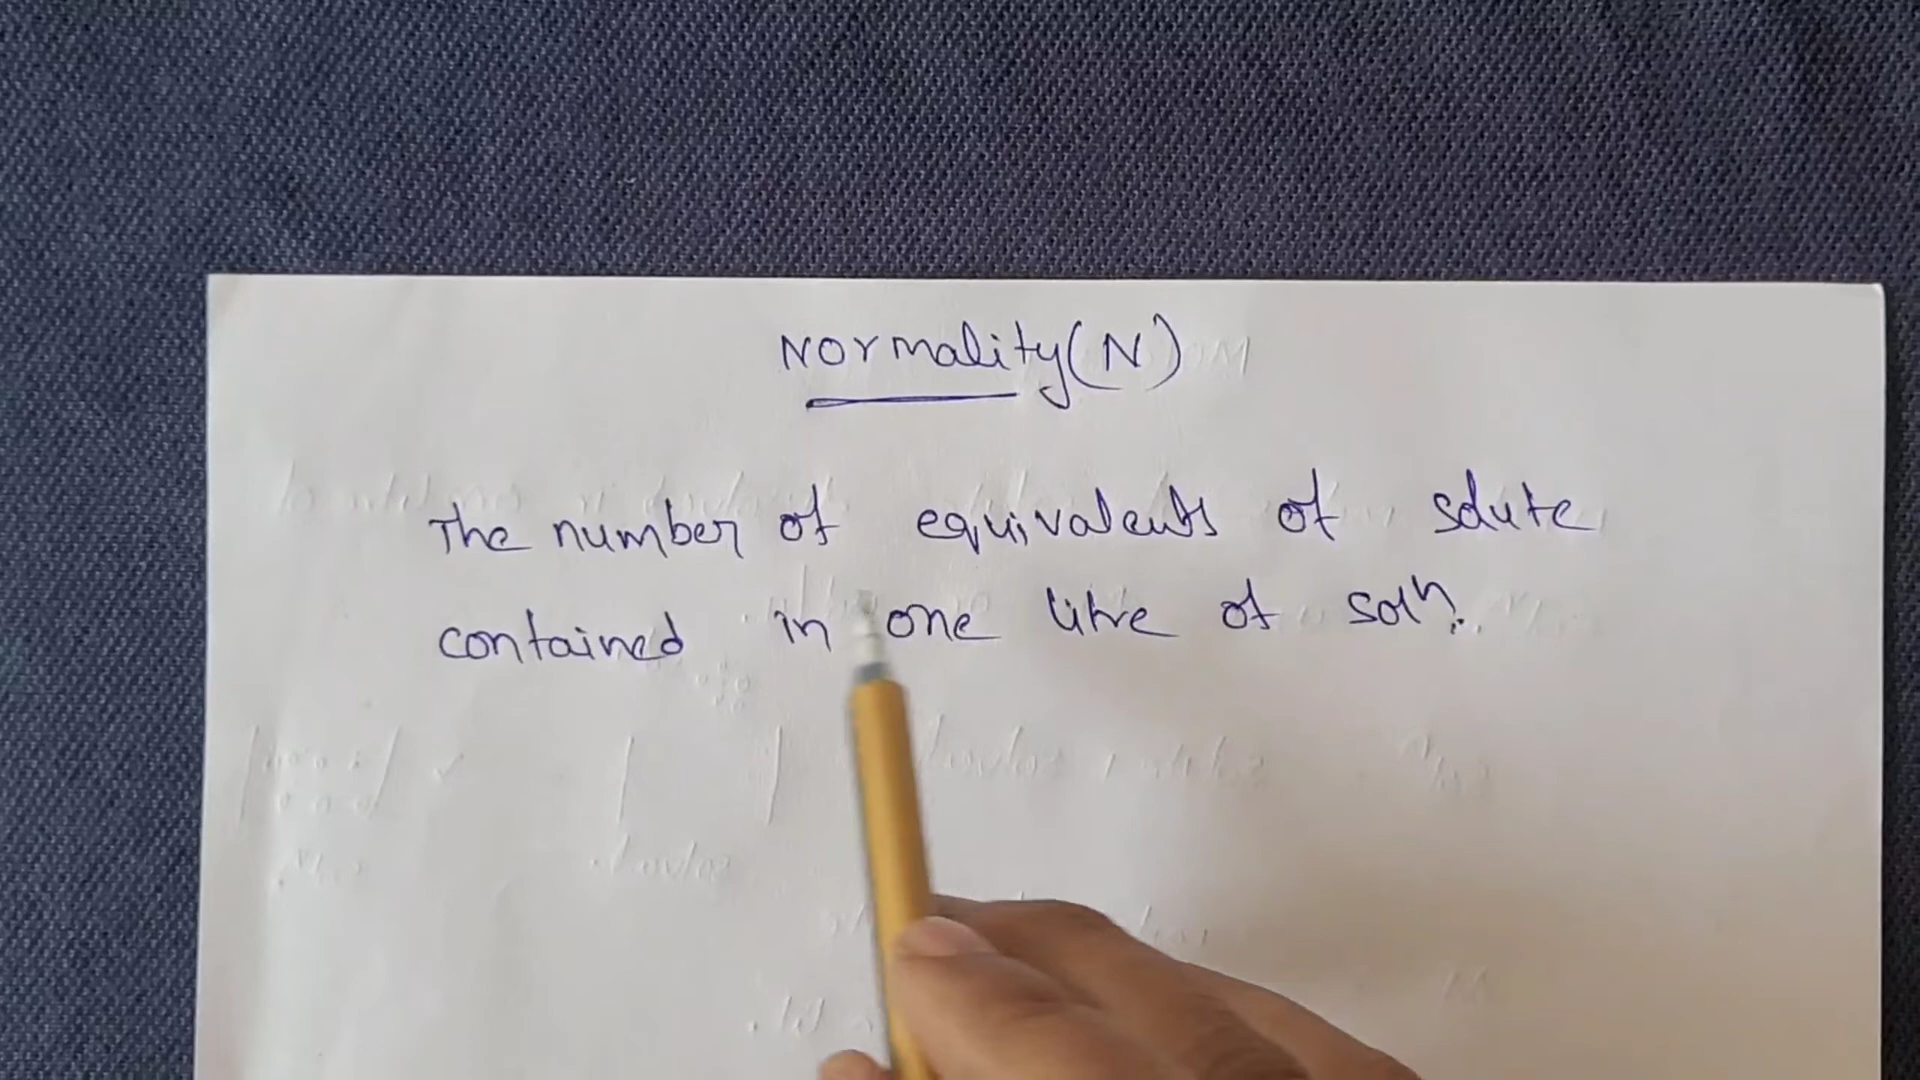 Normality (N)
The number of equivalents of solute
contained in one litre of soln.